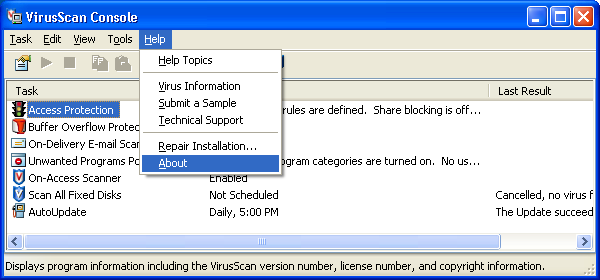 VirusScan Console
Task Edit View Tools Help
Help Topics
Virus Information
Submit a Sample
Technical Support
Repair Installation...
About
Task Last Result
Access Protection rules are defined. Share blocking is off...
Buffer Overflow Protec
On-Delivery E-mail Scan
Unwanted Programs Po program categories are turned on. No us...
On-Access Scanner Enabled
Scan All Fixed Disks Not Scheduled Cancelled, no virus f
AutoUpdate Daily, 5:00 PM The Update succeed
Displays program information including the VirusScan version number, license number, and copyright information.